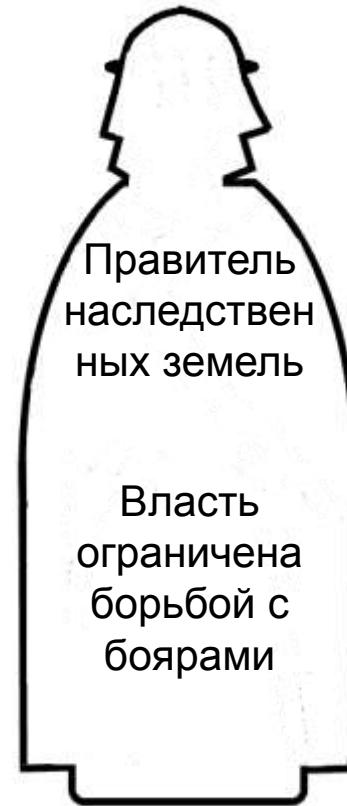 Правитель
наследствен
ных земель
Власть
ограничена
борьбой с
боярами